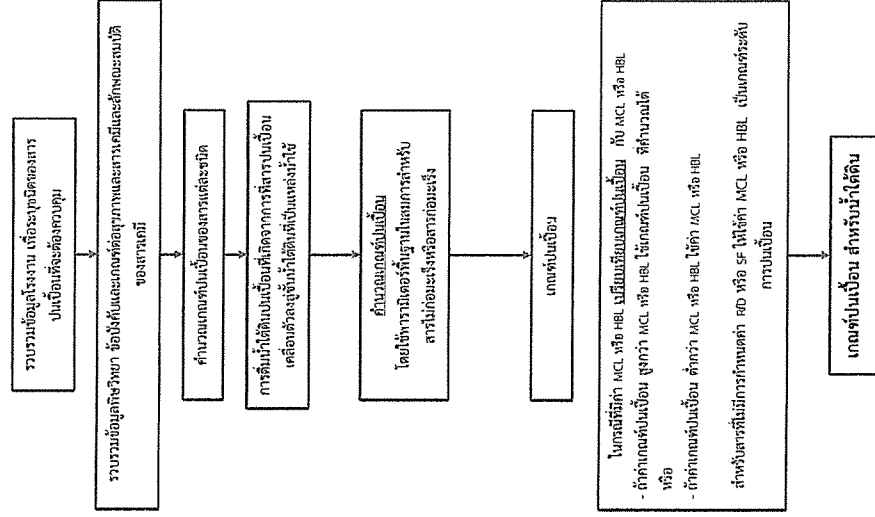 รวบรวมข้อมูลโรงงาน เพื่อระบุชนิดของสาร
ปนเปื้อนที่จะต้องควบคุม
รวบรวมข้อมูลพิษวิทยา ข้อบังคับและเกณฑ์ต่อสุขภาพและสารเคมีและลักษณะสมบัติ
ของสารเคมี
คำนวณเกณฑ์ปนเปื้อนของสารแต่ละชนิด
การดื่มน้ำใต้ดินปนเปื้อนที่เกิดจากการที่สารปนเปื้อน
เคลื่อนตัวลงสู่ชั้นน้ำใต้ดินที่เป็นแหล่งน้ำใช้
คำนวณเกณฑ์ปนเปื้อน
โดยใช้พารามิเตอร์พื้นฐานในสมการสำหรับ
สารไม่ก่อมะเร็งหรือสารก่อมะเร็ง
เกณฑ์ปนเปื้อน
ในกรณีที่มีค่า MCL หรือ HBL เปรียบเทียบเกณฑ์ปนเปื้อน กับ MCL หรือ HBL
- ถ้าค่าเกณฑ์ปนเปื้อน สูงกว่า MCL หรือ HBL ใช้เกณฑ์ปนเปื้อน ที่คำนวณได้
หรือ
- ถ้าค่าเกณฑ์ปนเปื้อน ต่ำกว่า MCL หรือ HBL ใช้ค่า MCL หรือ HBL
สำหรับสารที่ไม่มีการกำหนดค่า RfD หรือ SF ให้ใช้ค่า MCL หรือ HBL เป็นเกณฑ์ระดับ
การปนเปื้อน
เกณฑ์ปนเปื้อน สำหรับน้ำใต้ดิน